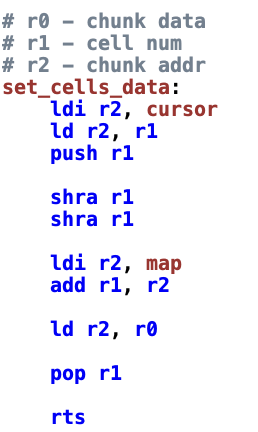 # r0 - chunk data
# r1 - cell num
# r2 - chunk addr
set_cells_data:
    ldi r2, cursor
    ld r2, r1
    push r1

    shra r1
    shra r1

    ldi r2, map
    add r1, r2

    ld r2, r0

    pop r1

    rts